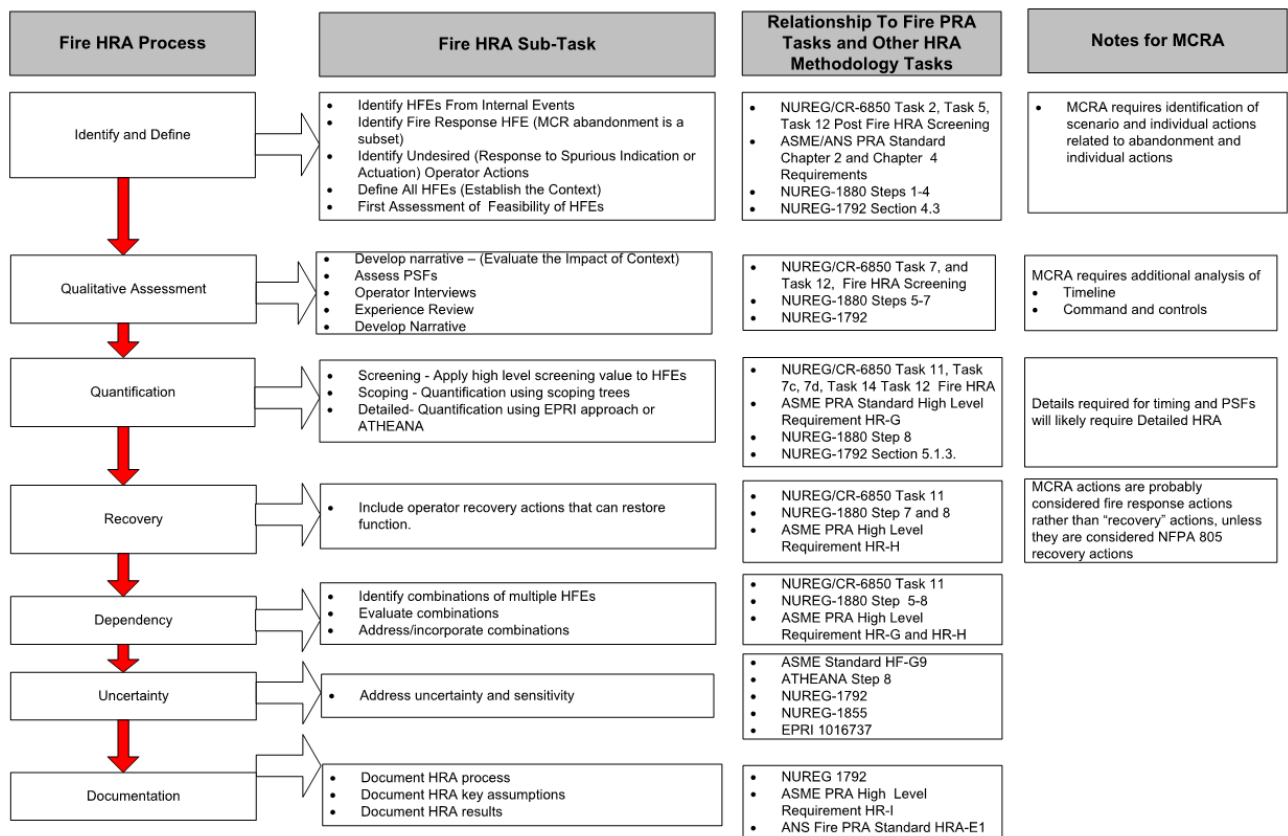 Fire HRA Process
Fire HRA Sub-Task
Relationship To Fire PRA
Tasks and Other HRA
Methodology Tasks
Notes for MCRA
Identify and Define
• Identify HFEs From Internal Events
• Identify Fire Response HFE (MCR abandonment is a
subset)
• Identify Undesired (Response to Spurious Indication or
Actuation) Operator Actions
• Define All HFEs (Establish the Context)
• First Assessment of Feasibility of HFEs
• NUREG/CR-6850 Task 2, Task 5,
Task 12 Post Fire HRA Screening
• ASME/ANS PRA Standard
Chapter 2 and Chapter 4
Requirements
• NUREG-1880 Steps 1-4
• NUREG-1792 Section 4.3
• MCRA requires identification of
scenario and individual actions
related to abandonment and
individual actions
Qualitative Assessment
• Develop narrative – (Evaluate the Impact of Context)
• Assess PSFs
• Operator Interviews
• Experience Review
• Develop Narrative
• NUREG/CR-6850 Task 7, and
Task 12, Fire HRA Screening
• NUREG-1880 Steps 5-7
• NUREG-1792
MCRA requires additional analysis of
• Timeline
• Command and controls
Quantification
• Screening - Apply high level screening value to HFEs
• Scoping - Quantification using scoping trees
• Detailed- Quantification using EPRI approach or
ATHEANA
• NUREG/CR-6850 Task 11, Task
7c, 7d, Task 14 Task 12 Fire HRA
• ASME PRA Standard High Level
Requirement HR-G
• NUREG-1880 Step 8
• NUREG-1792 Section 5.1.3.
Details required for timing and PSFs
will likely require Detailed HRA
Recovery
• Include operator recovery actions that can restore
function.
• NUREG/CR-6850 Task 11
• NUREG-1880 Step 7 and 8
• ASME PRA High Level
Requirement HR-H
MCRA actions are probably
considered fire response actions
rather than “recovery” actions, unless
they are considered NFPA 805
recovery actions
Dependency
• Identify combinations of multiple HFEs
• Evaluate combinations
• Address/incorporate combinations
• NUREG/CR-6850 Task 11
• NUREG-1880 Step 5-8
• ASME PRA High Level
Requirement HR-G and HR-H
Uncertainty
• Address uncertainty and sensitivity
• ASME Standard HF-G9
• ATHEANA Step 8
• NUREG-1792
• NUREG-1855
• EPRI 1016737
Documentation
• Document HRA process
• Document HRA key assumptions
• Document HRA results
• NUREG 1792
• ASME PRA High Level
Requirement HR-I
• ANS Fire PRA Standard HRA-E1